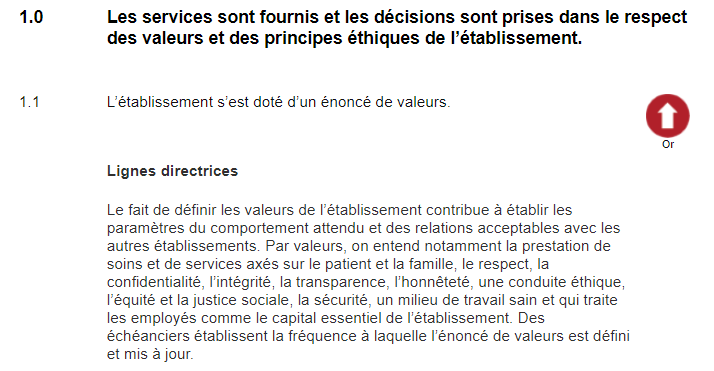 1.0 Les services sont fournis et les décisions sont prises dans le respect
des valeurs et des principes éthiques de l’établissement.
1.1 L’établissement s’est doté d’un énoncé de valeurs.
Or
Lignes directrices
Le fait de définir les valeurs de l’établissement contribue à établir les
paramètres du comportement attendu et des relations acceptables avec les
autres établissements. Par valeurs, on entend notamment la prestation de
soins et de services axés sur le patient et la famille, le respect, la
confidentialité, l’intégrité, la transparence, l’honnêteté, une conduite éthique,
l’équité et la justice sociale, la sécurité, un milieu de travail sain et qui traite
les employés comme le capital essentiel de l’établissement. Des
échéanciers établissent la fréquence à laquelle l’énoncé de valeurs est défini
et mis à jour.